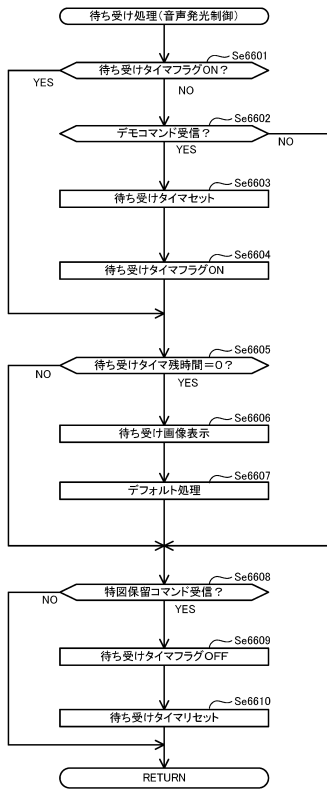 待ち受け処理（音声発光制御）
Se6601
待ち受けタイマフラグON？
YES
NO
Se6602
デモコマンド受信？
NO
YES
Se6603
待ち受けタイマセット
Se6604
待ち受けタイマフラグON
Se6605
待ち受けタイマ残時間＝0？
NO
YES
Se6606
待ち受け画像表示
Se6607
デフォルト処理
Se6608
特図保留コマンド受信？
NO
YES
Se6609
待ち受けタイマフラグOFF
Se6610
待ち受けタイマリセット
RETURN